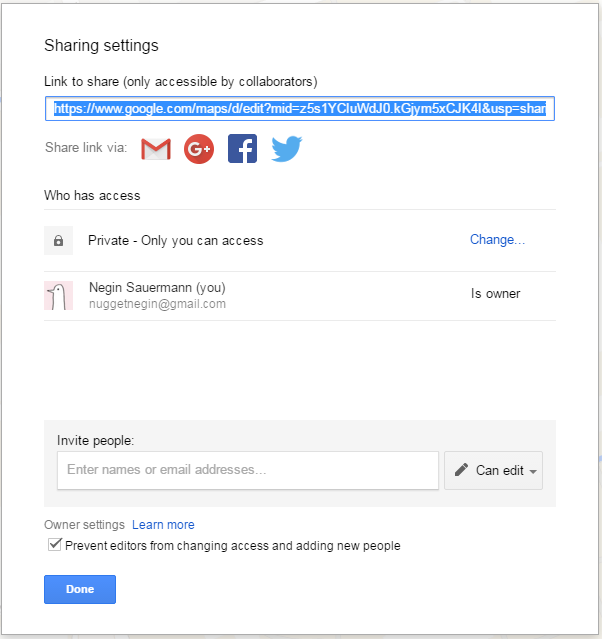 Sharing settings
Link to share (only accessible by collaborators)
https://www.google.com/maps/d/edit?mid=z5s1YCluWdJ0.kGjym5xCJK4I&usp=shar
Share link via:
G+
f
Who has access
Private - Only you can access
Change...
Negin Sauermann (you)
Is owner
nuggetnegin@gmail.com
Invite people:
Enter names or email addresses...
Can edit
Owner settings Learn more
Prevent editors from changing access and adding new people
Done